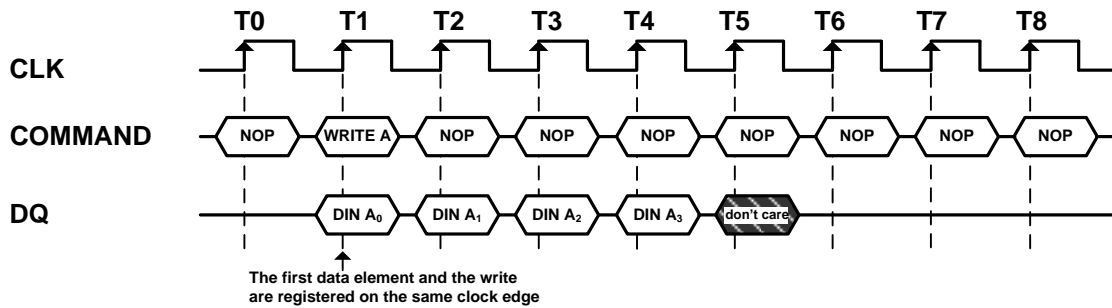 T0 T1 T2 T3 T4 T5 T6 T7 T8
CLK
COMMAND NOP WRITE A NOP NOP NOP NOP NOP NOP NOP
DQ DIN A0 DIN A1 DIN A2 DIN A3 don't care
The first data element and the write
are registered on the same clock edge